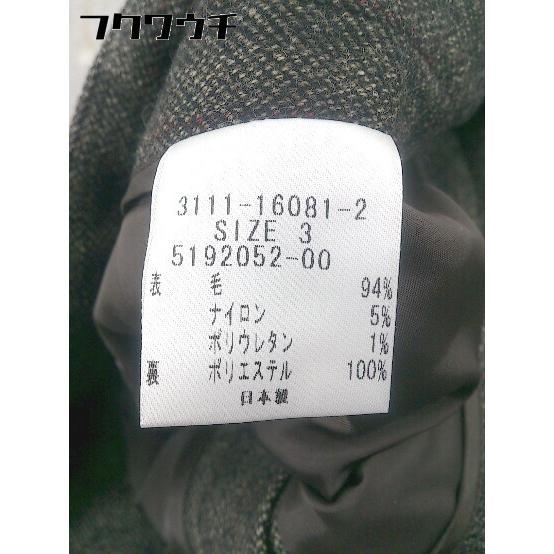 フクワウチ
3111-16081-2
SIZE 3
5192052-00
表 毛 94%
ナイロン 5%
ポリウレタン 1%
裏 ポリエステル 100%
日本製